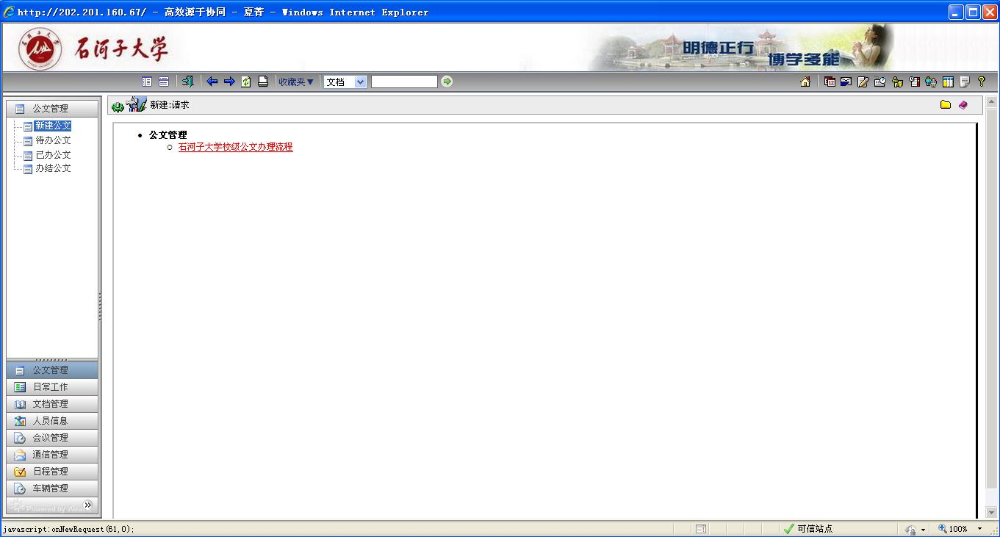 http://202.201.160.67/ - 高效源于协同 - 夏菁 - Windows Internet Explorer
石河子大学
明德正行
博学多能
收藏夹
文档
公文管理
新建公文
待办公文
已办公文
办结公文
新建:请求
公文管理
石河子大学校级公文办理流程
公文管理
日常工作
文档管理
人员信息
会议管理
通信管理
日程管理
车辆管理
Powered by
javascript:onNewRequest(61,0);
可信站点
100%